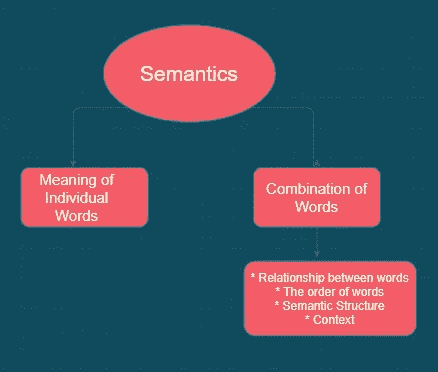 Semantics
Meaning of
Individual
Words
Combination of
Words
* Relationship between words
* The order of words
* Semantic Structure
* Context